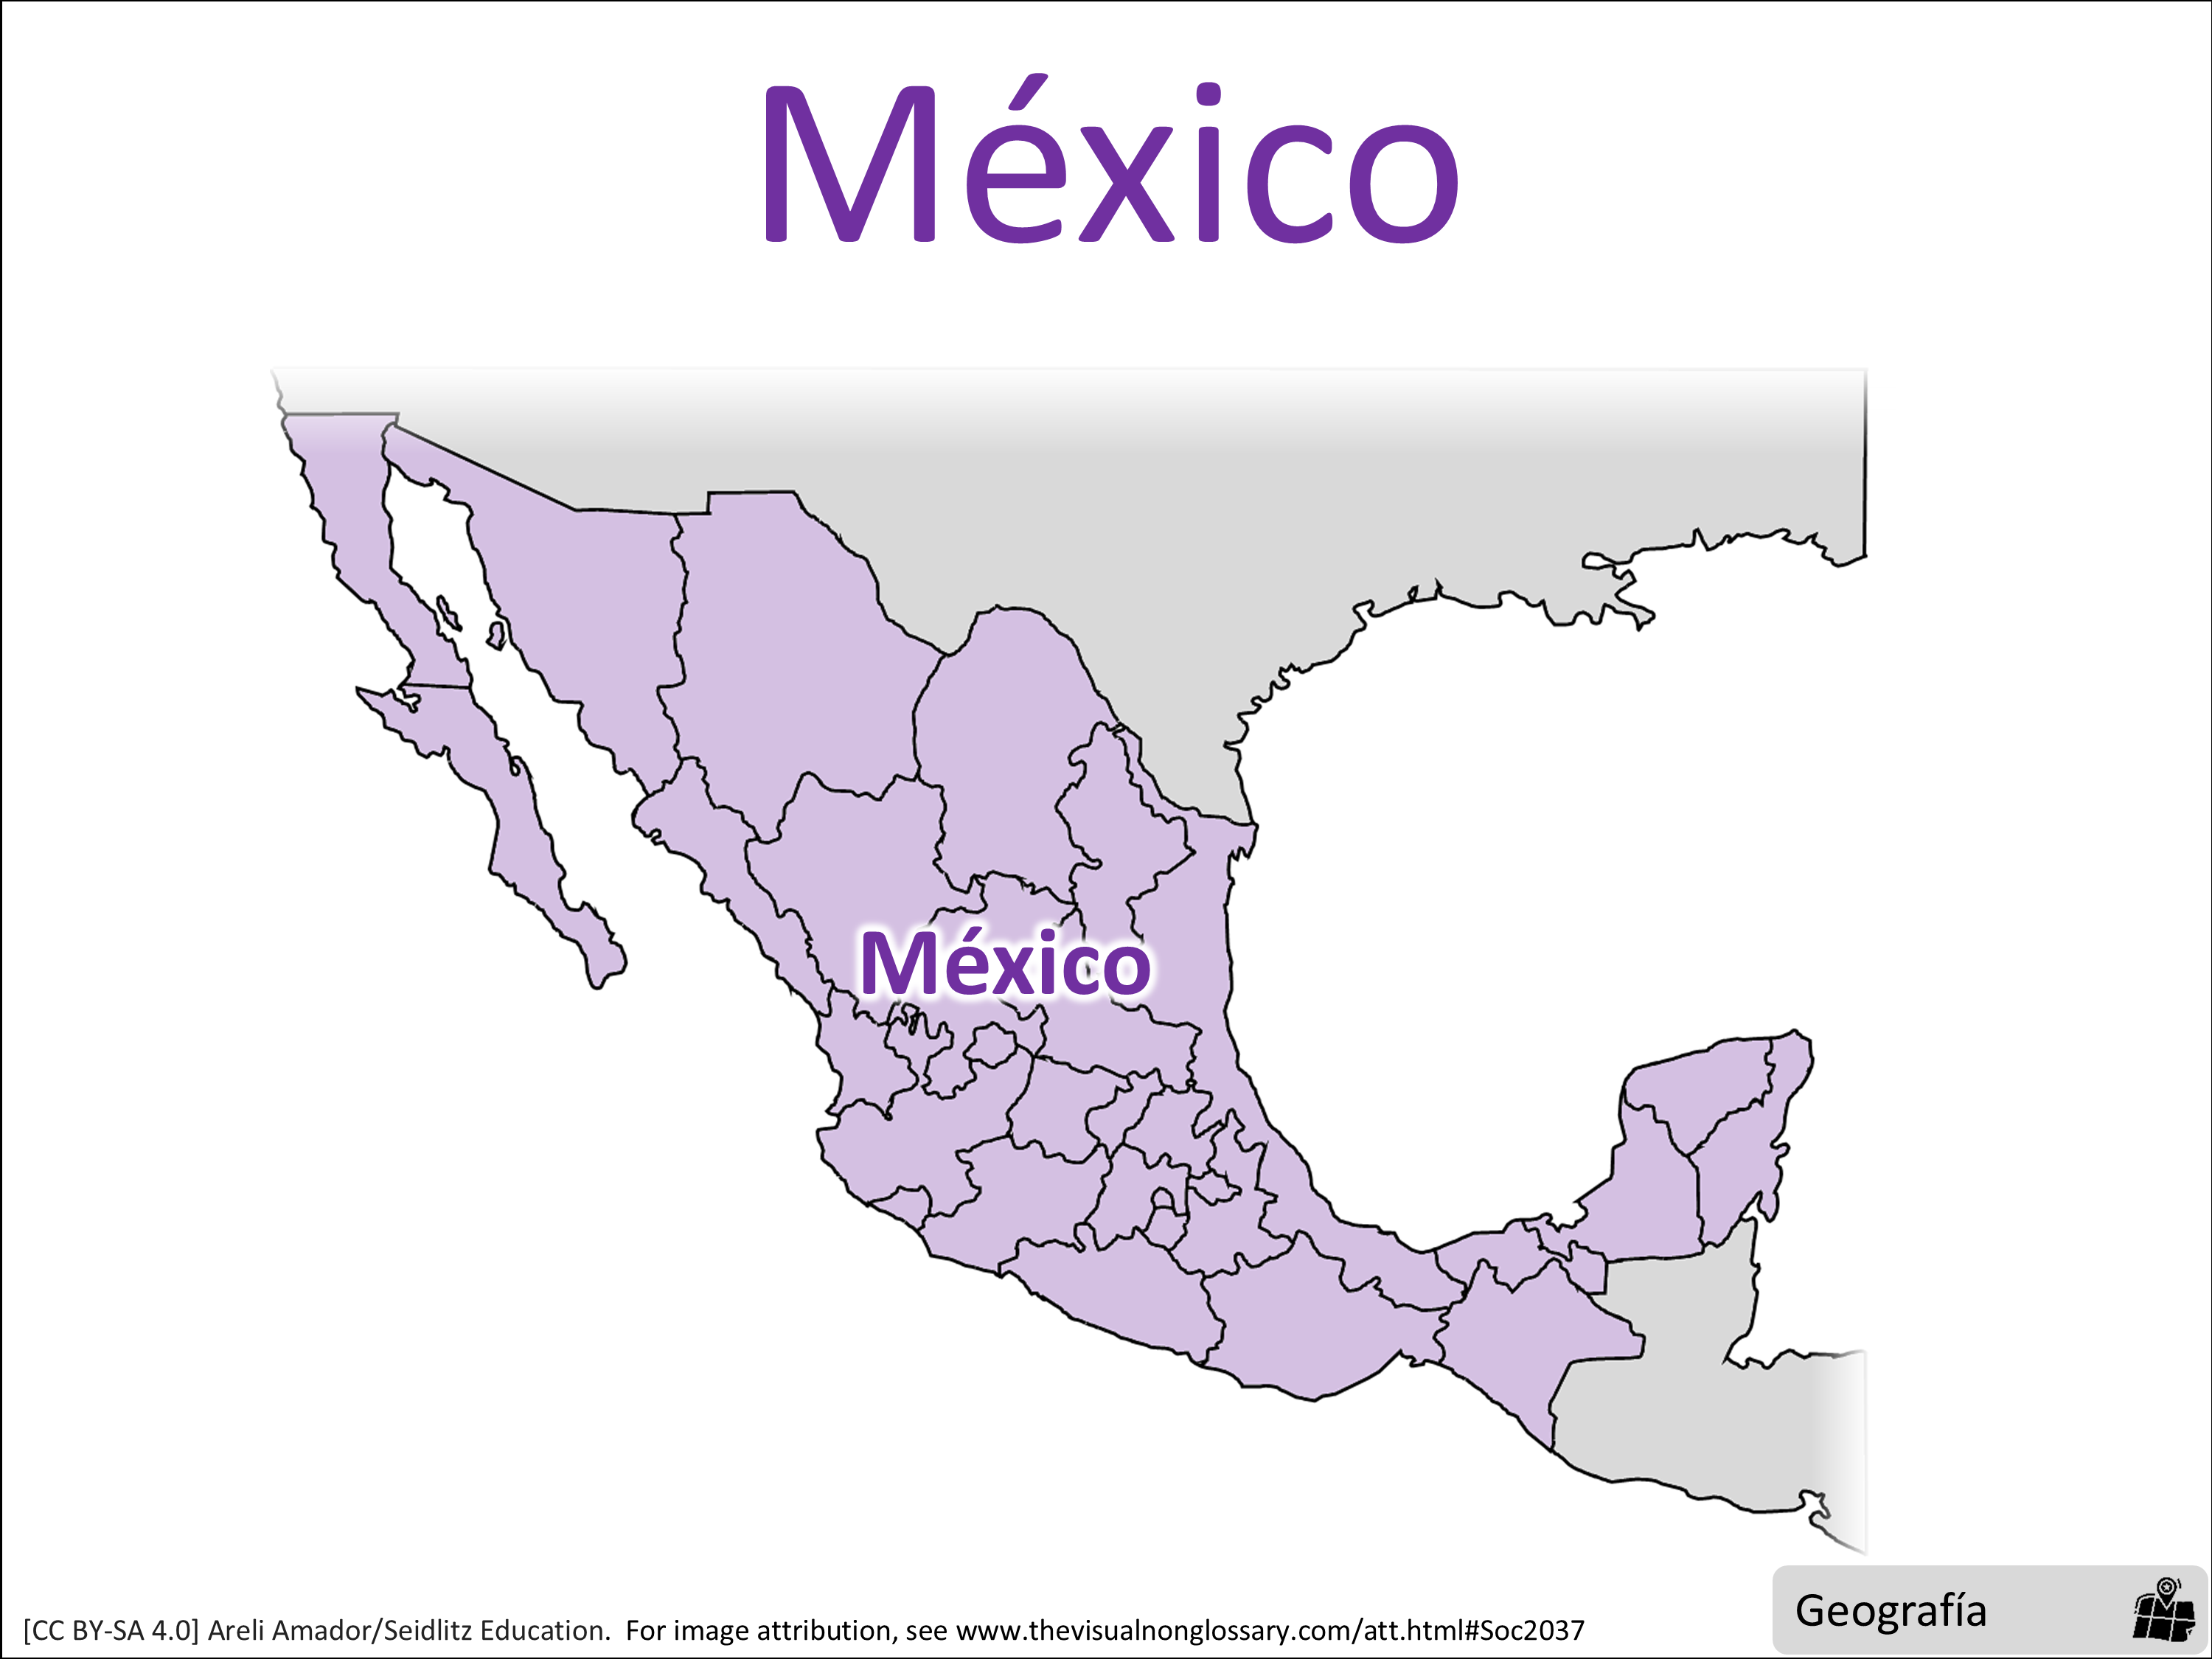 México
México
Geografía
[CC BY-SA 4.0] Areli Amador/Seidlitz Education.  For image attribution, see www.thevisualnonglossary.com/att.html#Soc2037